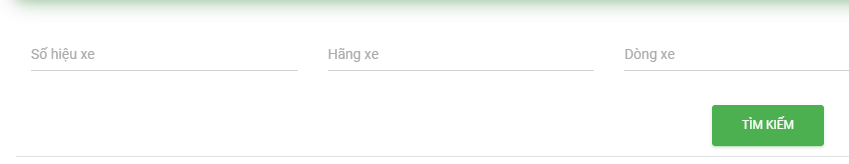 Số hiệu xe
Hãng xe
Dòng xe
TÌM KIẾM